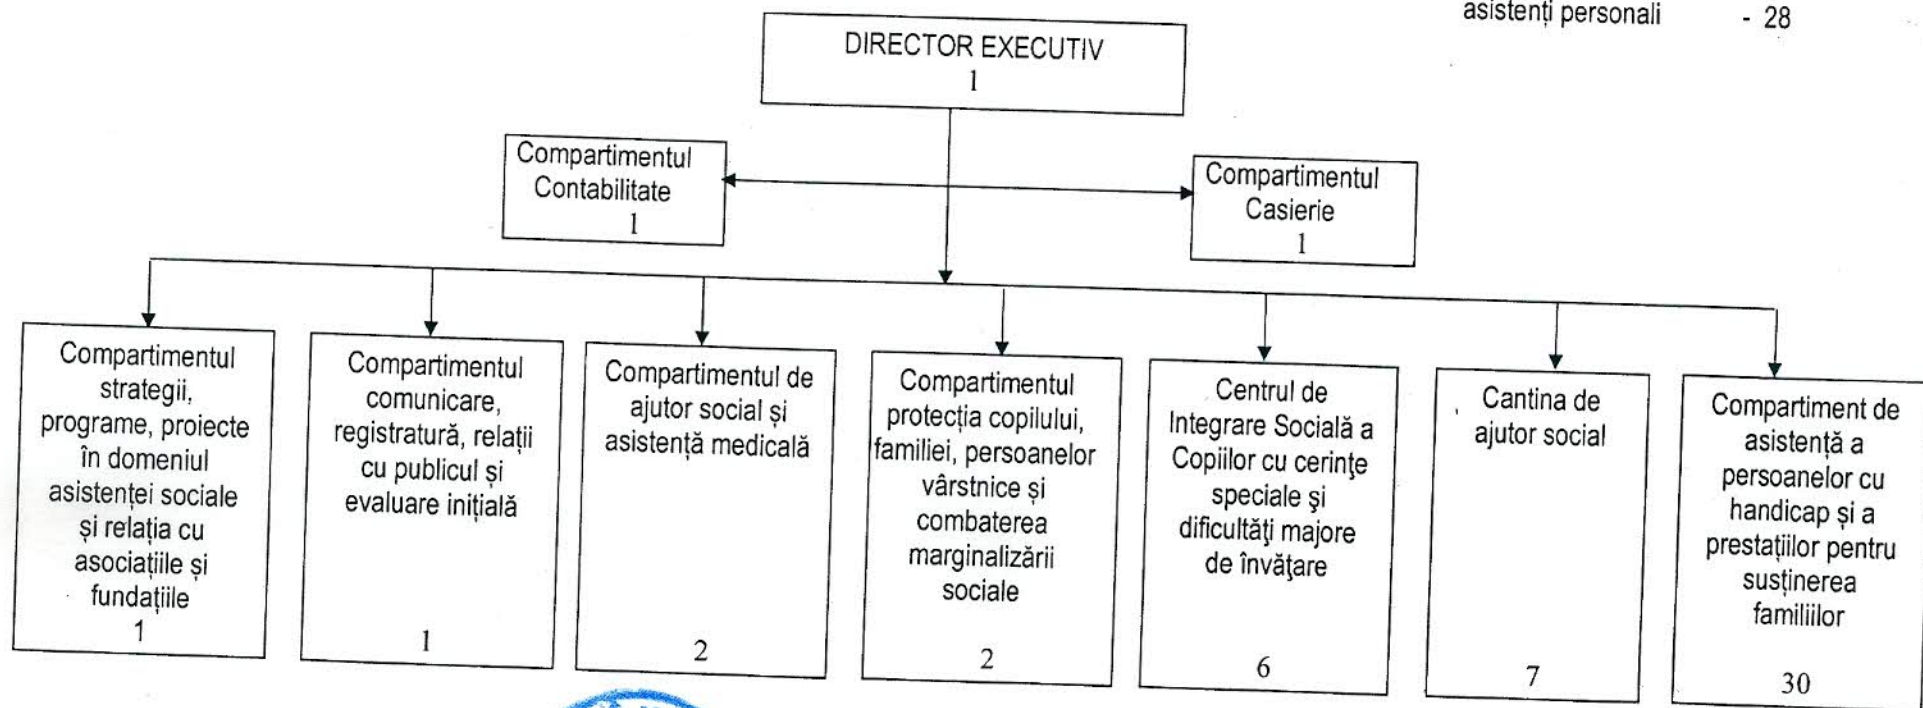 asistenți personali - 28
DIRECTOR EXECUTIV
1
Compartimentul
Contabilitate
1
Compartimentul
Casierie
1
Compartimentul
strategii,
programe, proiecte
în domeniul
asistenței sociale
și relația cu
asociațiile și
fundațiile
1
Compartimentul
comunicare,
registratură, relații
cu publicul și
evaluare inițială
1
Compartimentul de
ajutor social și
asistență medicală
2
Compartimentul
protecția copilului,
familiei, persoanelor
vârstnice și
combaterea
marginalizării
sociale
2
Centrul de
Integrare Socială a
Copiilor cu cerinţe
speciale şi
dificultăţi majore
de învăţare
6
Cantina de
ajutor social
7
Compartiment de
asistență a
persoanelor cu
handicap și a
prestațiilor pentru
susținerea
familiilor
30